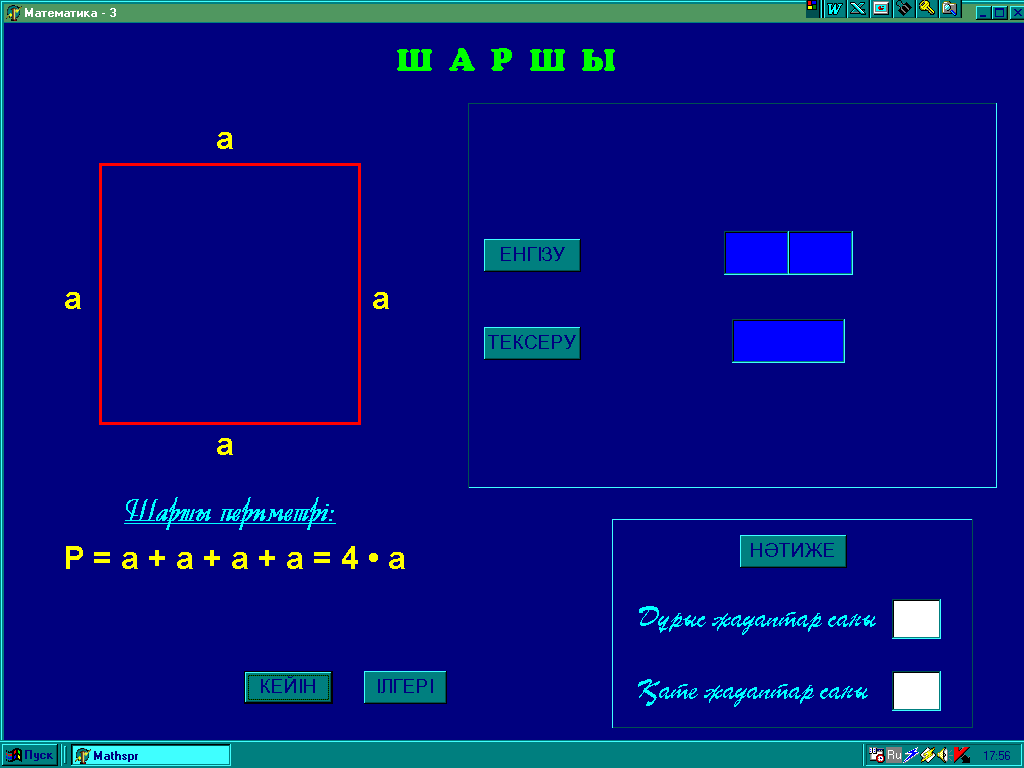 Математика - 3
ШАРШЫ
a
a
a
a
ЕНГІЗУ
ТЕКСЕРУ
Шаршы периметрі:
P = a + a + a + a = 4 • a
НӘТИЖЕ
Дұрыс жауаптар саны
Қате жауаптар саны
КЕЙІН
ІЛГЕРІ
Пуск
Mathspr
Ru
17:56